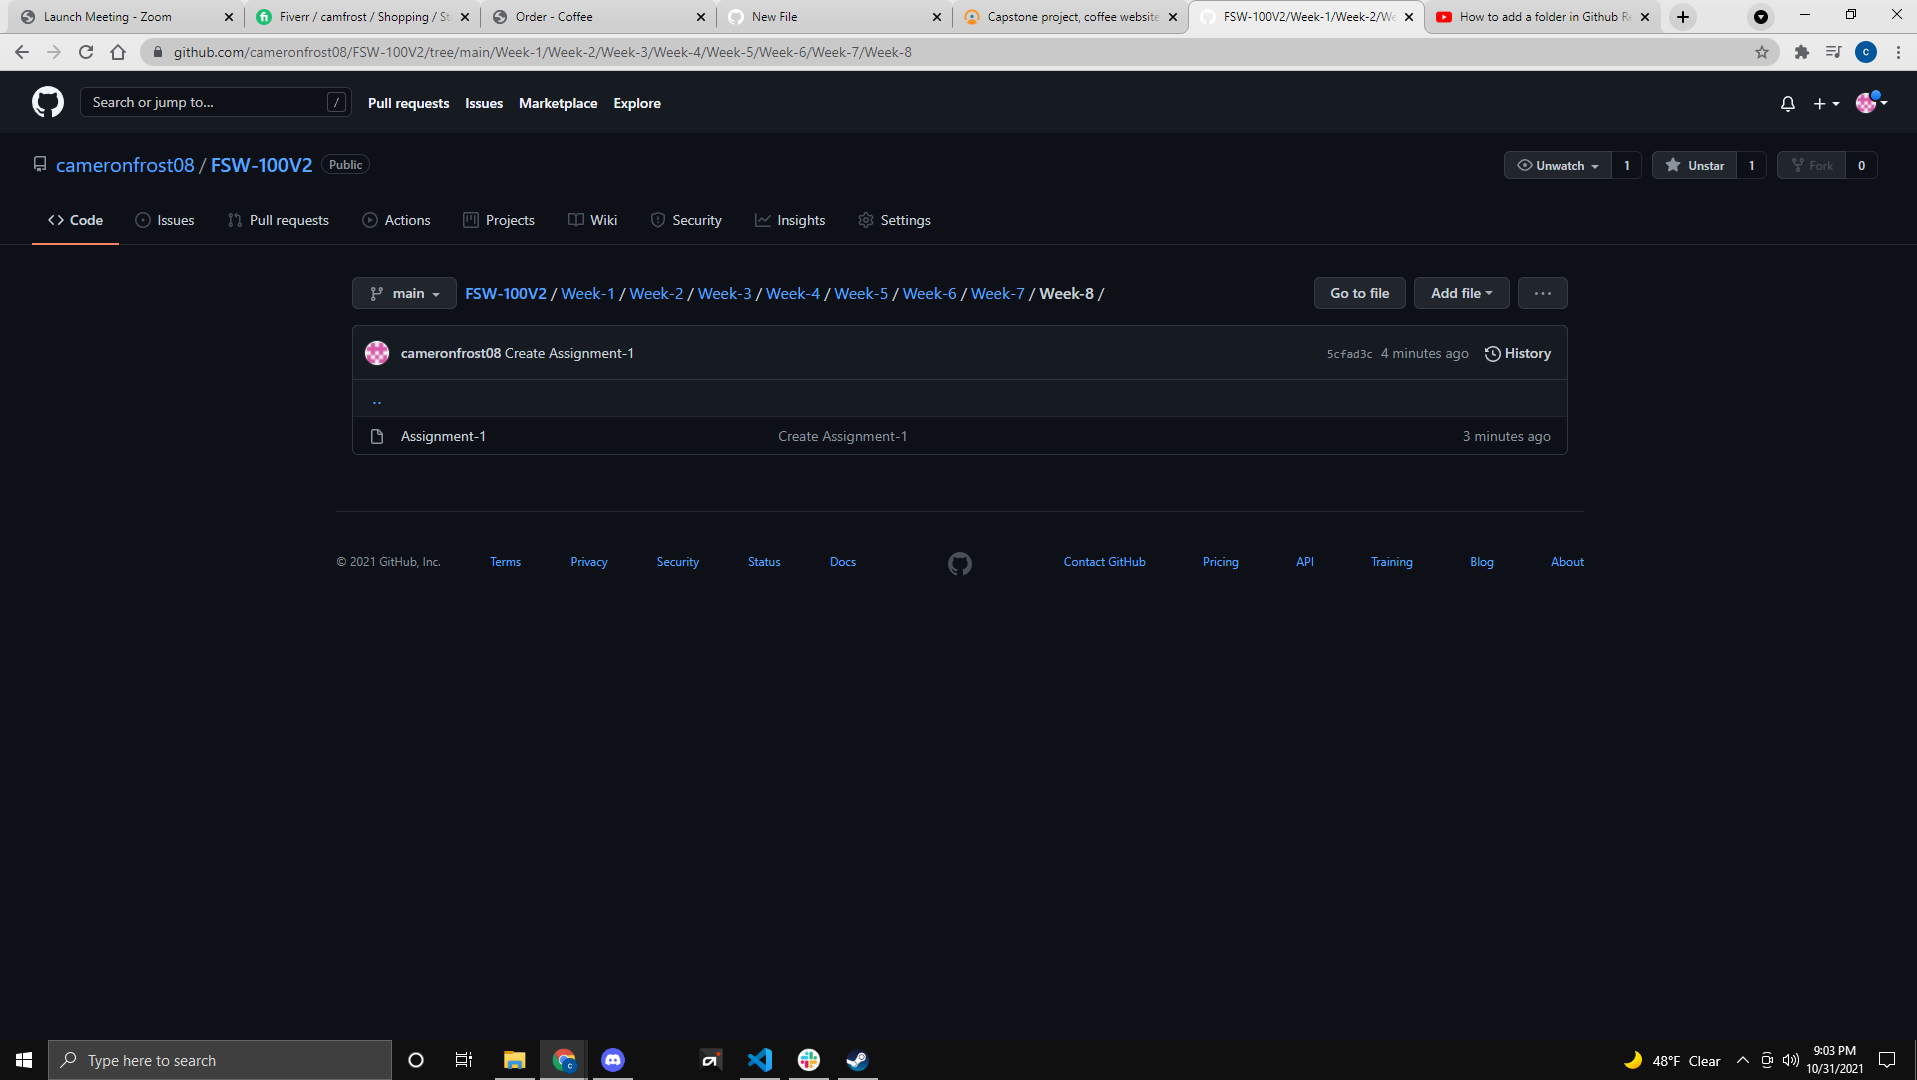 Launch Meeting - Zoom
Fiverr / camfrost / Shopping / St
Order - Coffee
New File
Capstone project, coffee website
FSW-100V2/Week-1/Week-2/We
How to add a folder in Github Re
github.com/cameronfrost08/FSW-100V2/tree/main/Week-1/Week-2/Week-3/Week-4/Week-5/Week-6/Week-7/Week-8
c
Search or jump to...
/
Pull requests
Issues
Marketplace
Explore
cameronfrost08 / FSW-100V2
Public
Unwatch
1
Unstar
1
Fork
0
Code
Issues
Pull requests
Actions
Projects
Wiki
Security
Insights
Settings
main
FSW-100V2 / Week-1 / Week-2 / Week-3 / Week-4 / Week-5 / Week-6 / Week-7 / Week-8 /
Go to file
Add file
cameronfrost08 Create Assignment-1
5cfad3c 4 minutes ago
History
..
Assignment-1
Create Assignment-1
3 minutes ago
© 2021 GitHub, Inc.
Terms
Privacy
Security
Status
Docs
Contact GitHub
Pricing
API
Training
Blog
About
Type here to search
48°F Clear
9:03 PM
10/31/2021